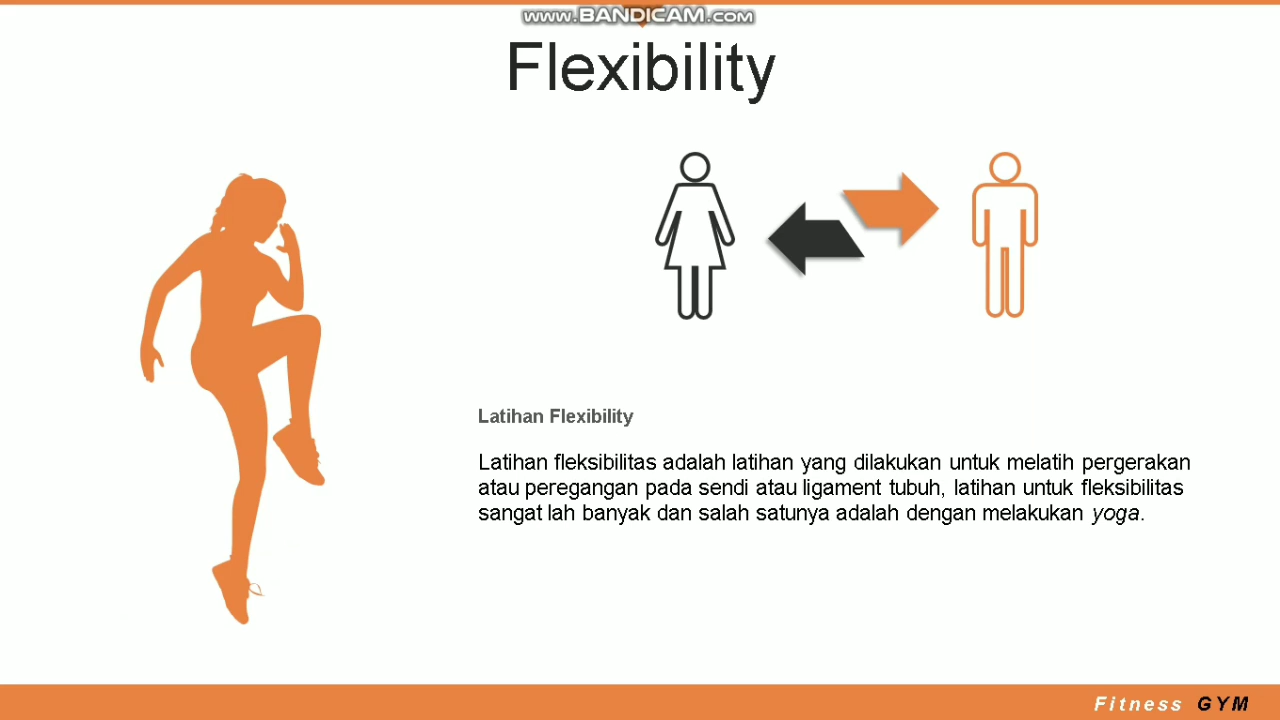 www.BANDICAM.com
Flexibility
Latihan Flexibility
Latihan fleksibilitas adalah latihan yang dilakukan untuk melatih pergerakan
atau peregangan pada sendi atau ligament tubuh, latihan untuk fleksibilitas
sangat lah banyak dan salah satunya adalah dengan melakukan yoga.
Fitness GYM